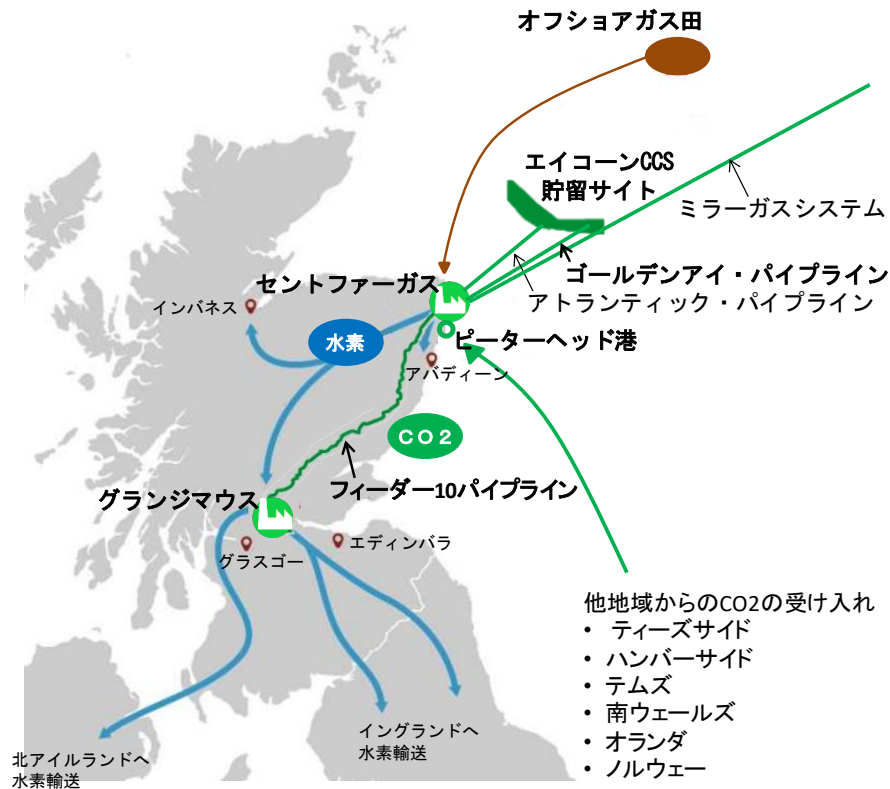 オフショアガス田
エイコーンCCS
貯留サイト
ミラーガスシステム
ゴールデンアイ・パイプライン
アトランティック・パイプライン
セントファーガス
インバネス
水素
ピーターヘッド港
アバディーン
CO2
フィーダー10パイプライン
グランジマウス
エディンバラ
グラスゴー
他地域からのCO2の受け入れ
• ティーズサイド
• ハンバーサイド
• テムズ
• 南ウェールズ
• オランダ
• ノルウェー
イングランドへ
水素輸送
北アイルランドへ
水素輸送